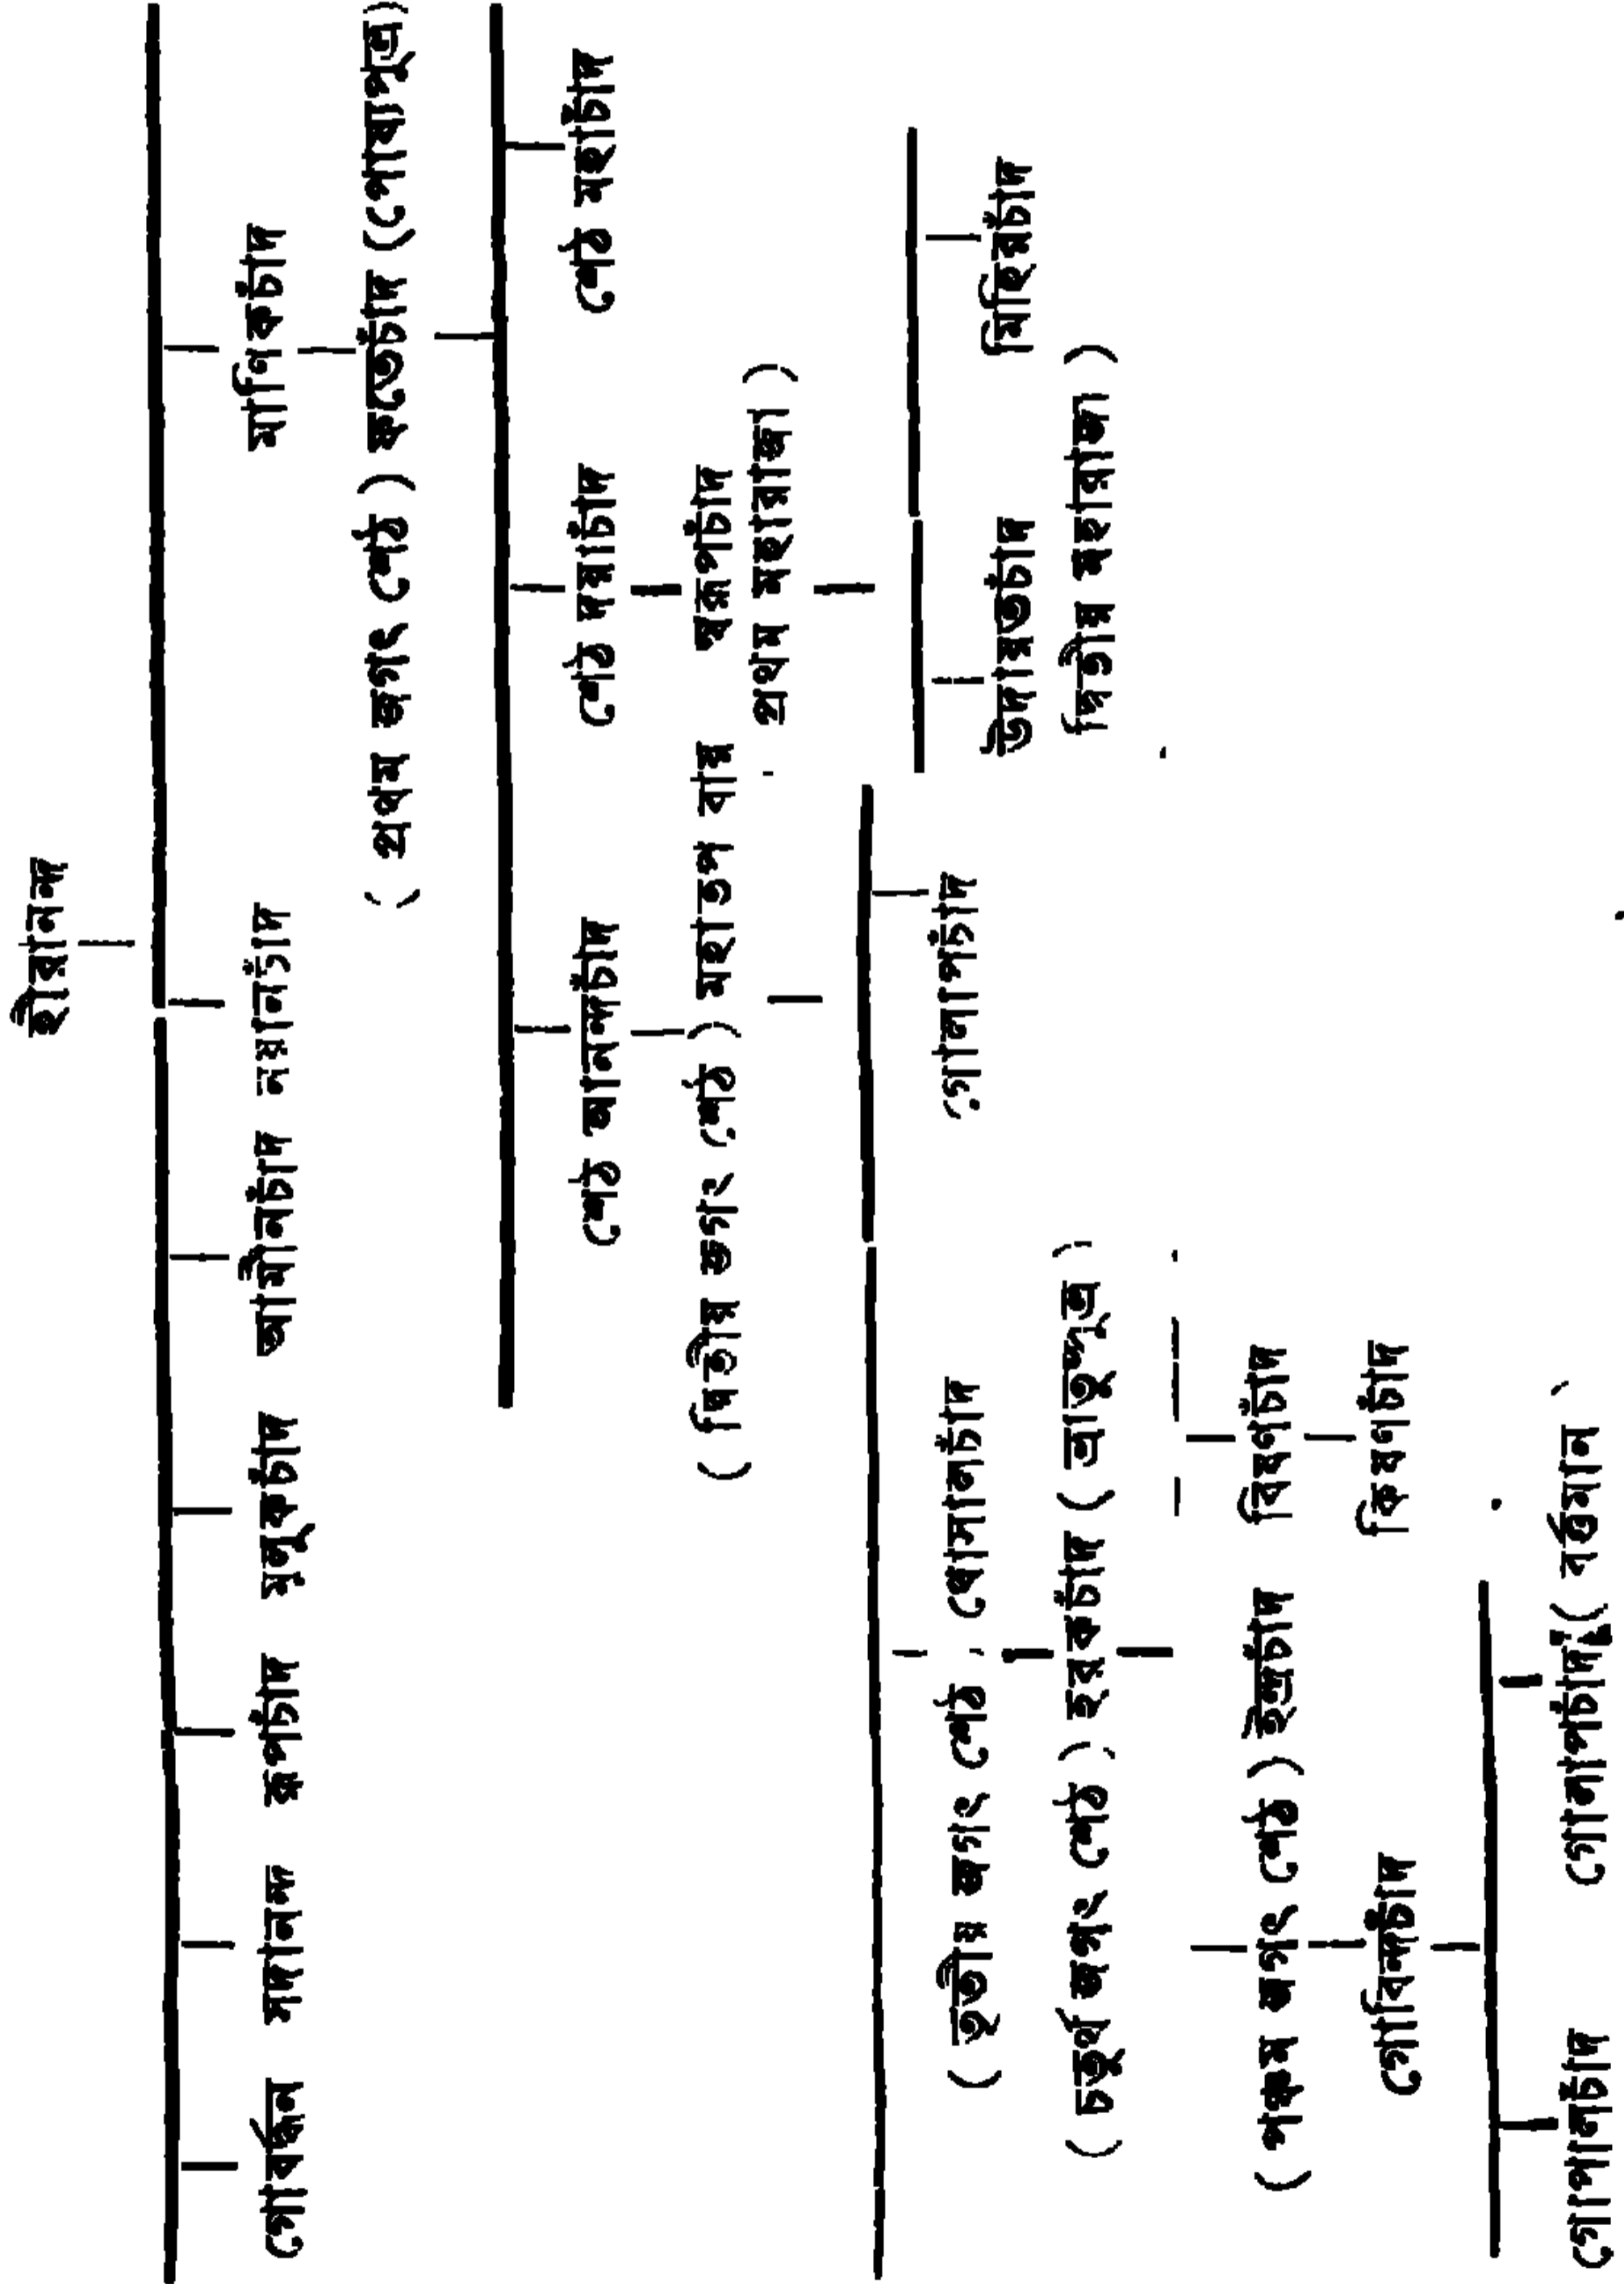 হীরানন্দ
গোবর্দ্ধন সদানন্দ রূপচাঁদ মুলুকচাঁদ আমীনচাঁদ নয়ানচাঁদ মাণিকচাঁদ
( প্রথম জগৎ শেঠ ) ফতেচাঁদ (পোষ্যপুত্র)
শেঠ আনন্দচাঁদ শেঠ দয়াচাঁদ শেঠ মহাচাঁদ
( দ্বিতীয় জগৎ শেঠ ) মহাতপ রায় স্বরূপচাঁদ
প্রথম মহারাজা )
( তৃতীয় জগৎ শেঠ ) খোসালচাঁদ গোলাপচাঁদ উদায়তচাঁদ মিহিরচাঁদ
( চতুর্থ জগৎ শেঠ ) হরকচাঁদ ( ভ্রাতুষ্পুত্র ) দ্বিতীয় মহারাজা )
( পঞ্চম জগৎ শেঠ ) ইন্দ্রচাঁদ বিষণচাঁদ
গোবিন্দচাঁদ কিষণচাঁদ
গোপালচাঁদ গোলাপচাঁদ ( বর্ত্তমান )